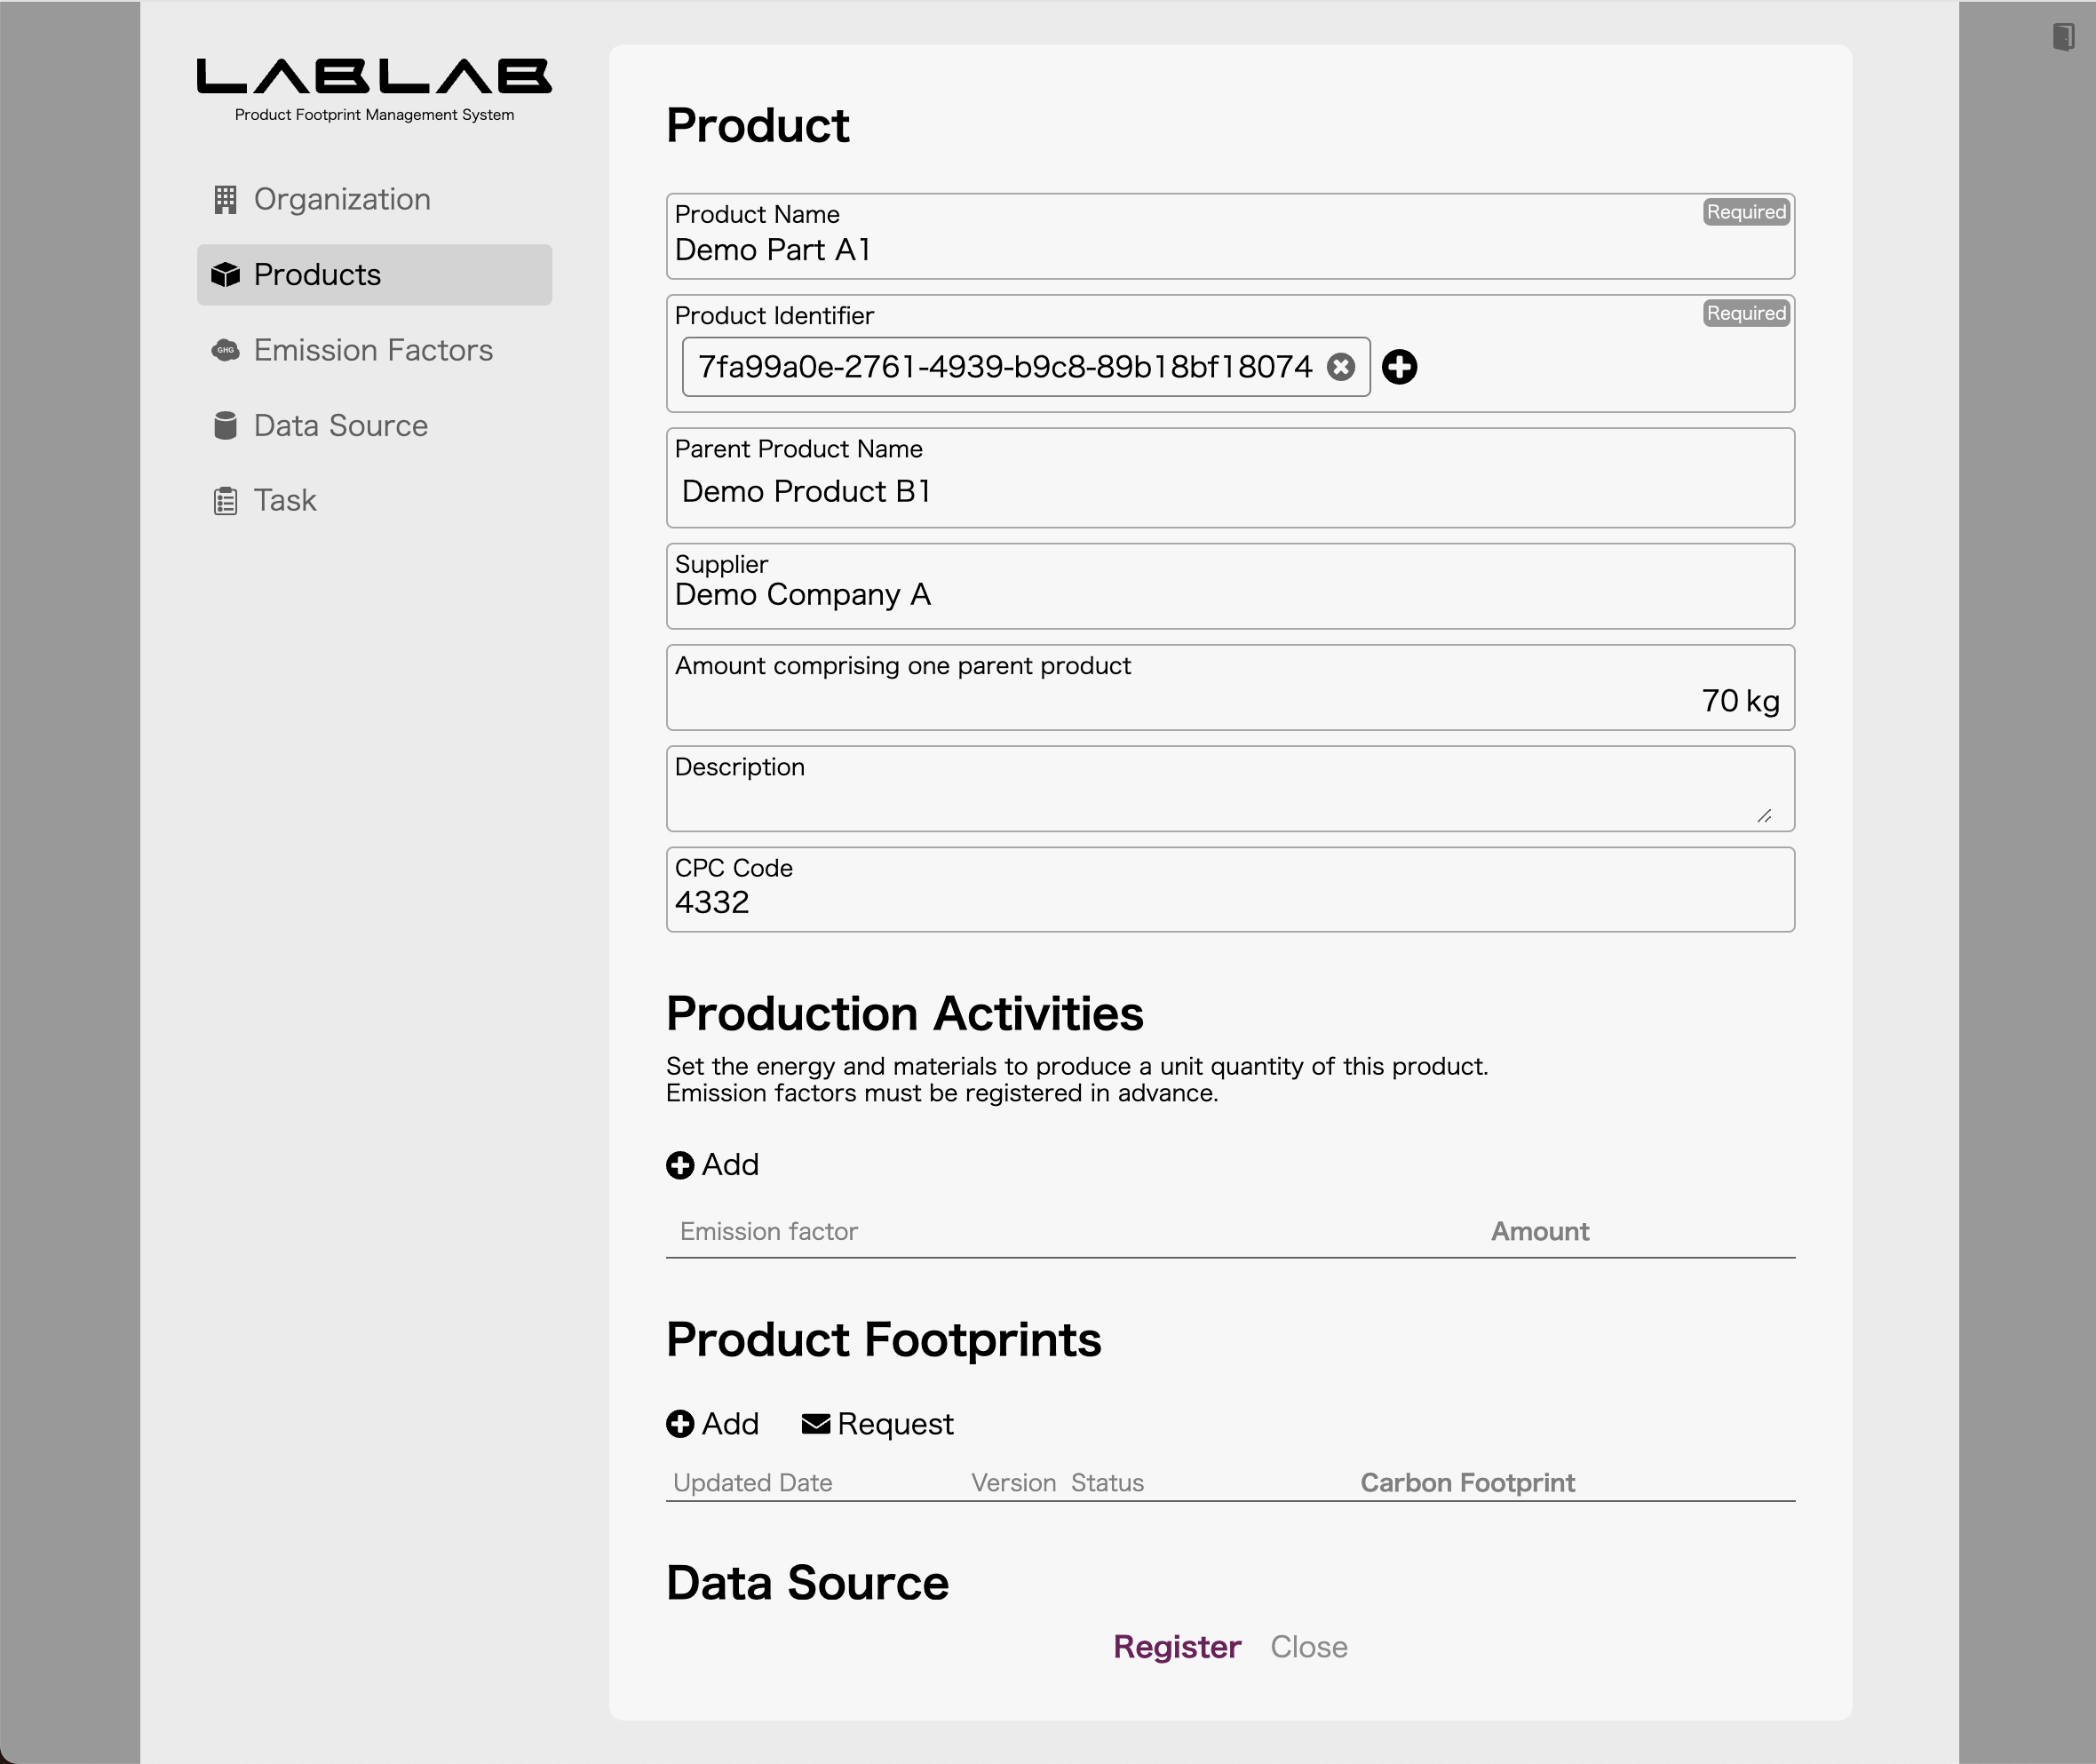 LABLAB
Product Footprint Management System
Organization
Products
GHG Emission Factors
Data Source
Task
Product
Product Name
Required
Demo Part A1
Product Identifier
Required
7fa99a0e-2761-4939-b9c8-89b18bf18074
Parent Product Name
Demo Product B1
Supplier
Demo Company A
Amount comprising one parent product
70 kg
Description
CPC Code
4332
Production Activities
Set the energy and materials to produce a unit quantity of this product.
Emission factors must be registered in advance.
Add
Emission factor Amount
Product Footprints
Add Request
Updated Date Version Status Carbon Footprint
Data Source
Register Close